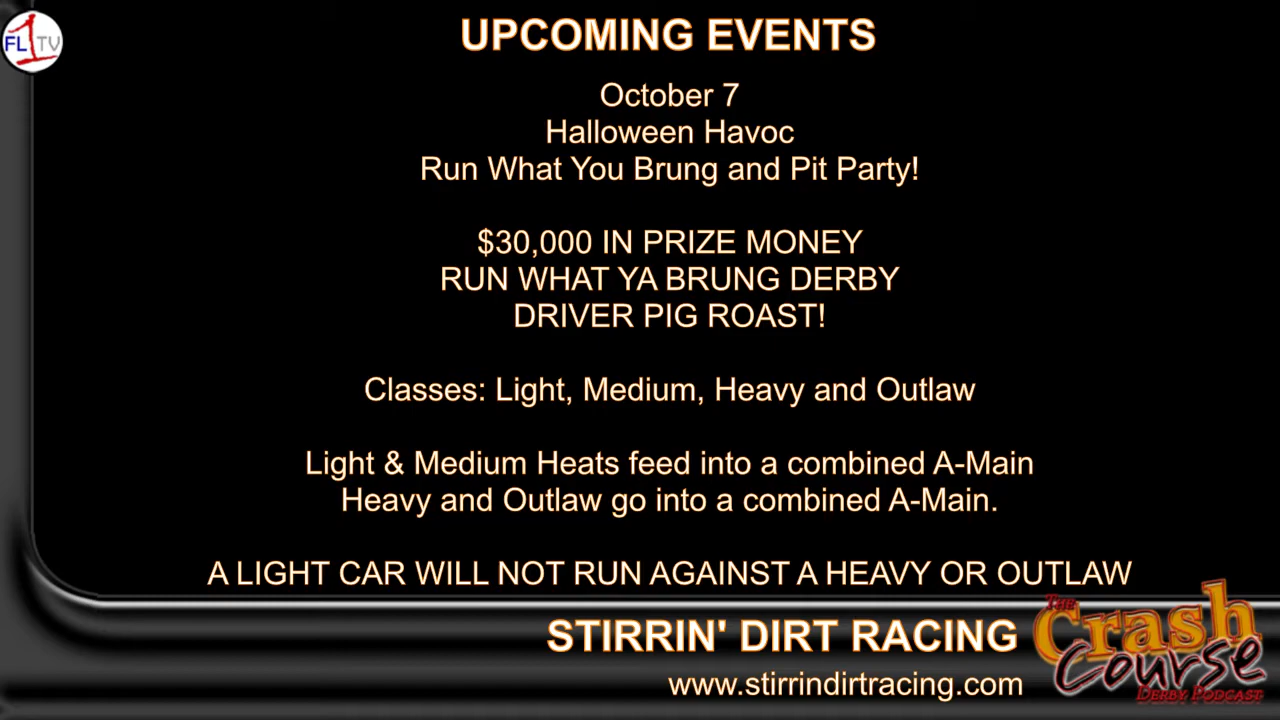 FL1TV
UPCOMING EVENTS
October 7
Halloween Havoc
Run What You Brung and Pit Party!
$30,000 IN PRIZE MONEY
RUN WHAT YA BRUNG DERBY
DRIVER PIG ROAST!
Classes: Light, Medium, Heavy and Outlaw
Light & Medium Heats feed into a combined A-Main
Heavy and Outlaw go into a combined A-Main.
A LIGHT CAR WILL NOT RUN AGAINST A HEAVY OR OUTLAW
STIRRIN' DIRT RACING
www.stirrindirtracing.com
The
Crash
Course
Derby Podcast